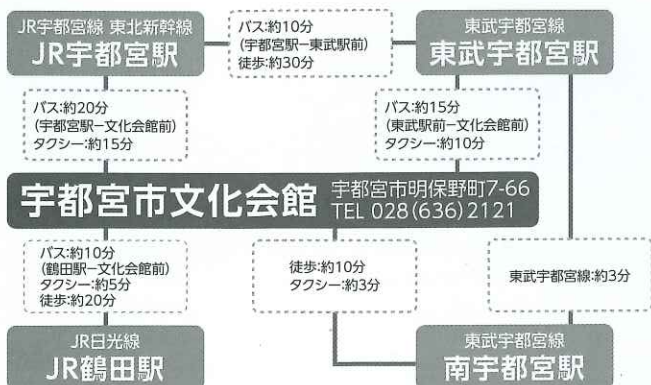 JR宇都宮線 東北新幹線
JR宇都宮駅
バス:約10分
(宇都宮駅−東武駅前)
徒歩:約30分
東武宇都宮線
東武宇都宮駅
バス:約20分
(宇都宮駅−文化会館前)
タクシー:約15分
バス:約15分
(東武駅前−文化会館前)
タクシー:約10分
宇都宮市文化会館
宇都宮市明保野町7-66
TEL 028(636)2121
バス:約10分
(鶴田駅−文化会館前)
タクシー:約5分
徒歩:約20分
徒歩:約10分
タクシー:約3分
東武宇都宮線:約3分
JR日光線
JR鶴田駅
東武宇都宮線
南宇都宮駅